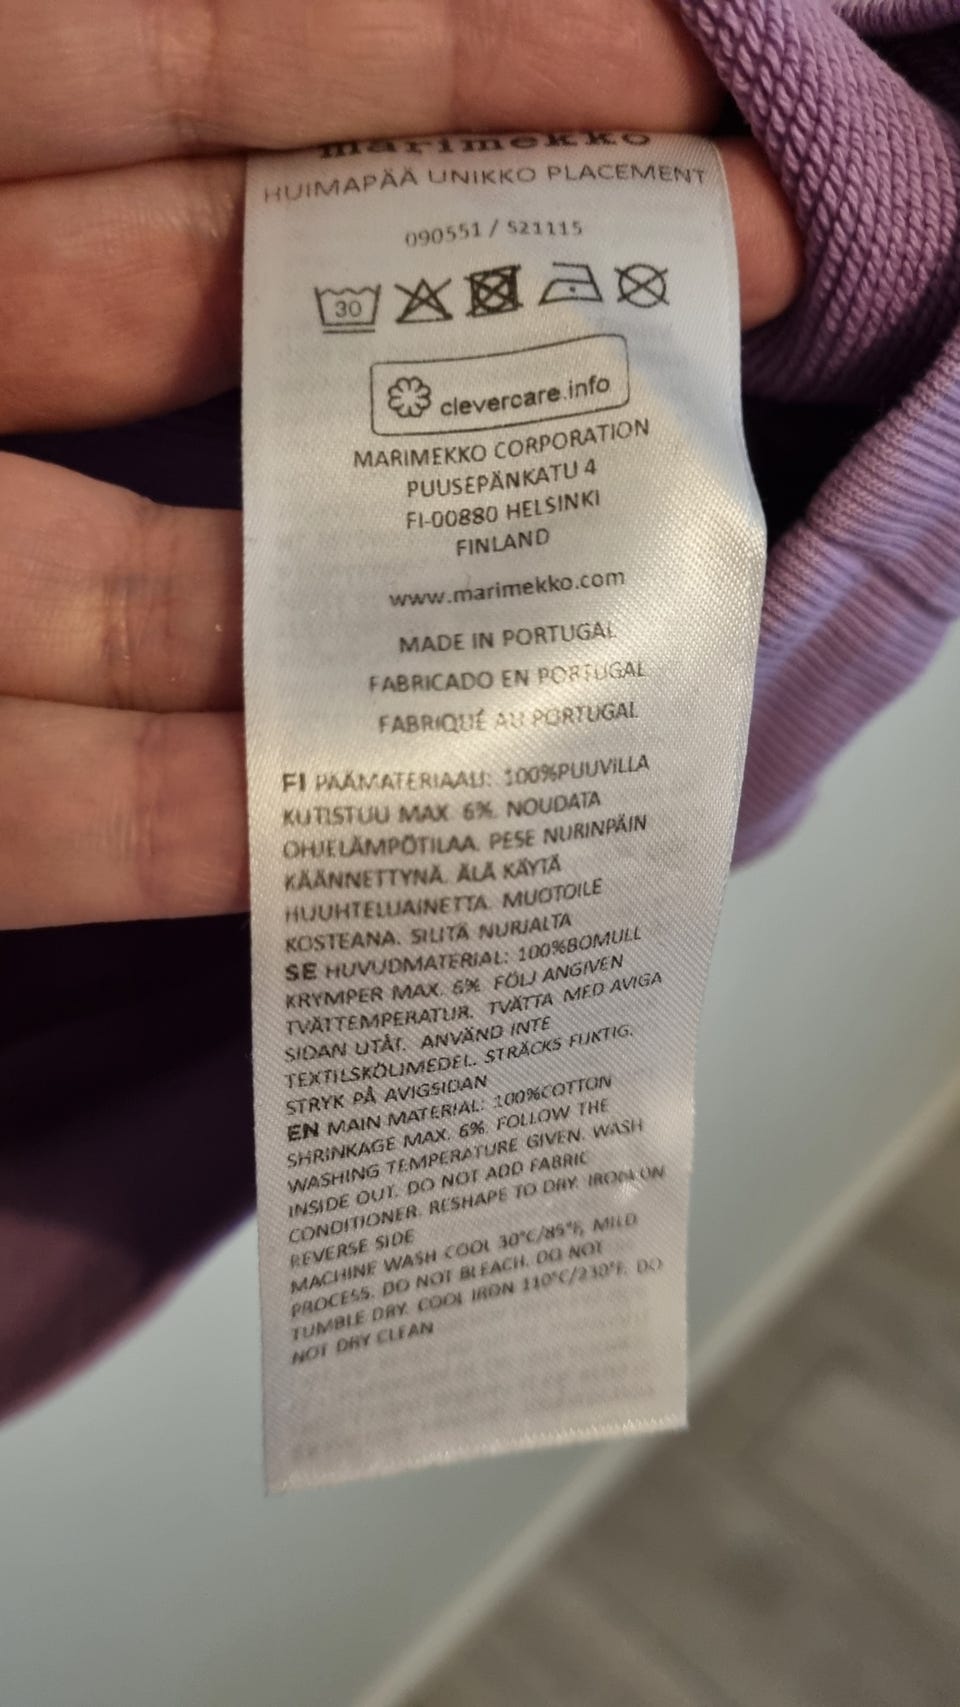 marimekko
HUIMAPÄÄ UNIKKO PLACEMENT
090551 / S21115
30
clevercare.info
MARIMEKKO CORPORATION
PUUSEPÄNKATU 4
FI-00880 HELSINKI
FINLAND
www.marimekko.com
MADE IN PORTUGAL
FABRICADO EN PORTUGAL
FABRIQUÉ AU PORTUGAL
FI PÄÄMATERIAALI: 100%PUUVILLA
KUTISTUU MAX. 6%. NOUDATA
OHJELÄMPÖTILAA. PESE NURINPÄIN
KÄÄNNETTYNÄ. ÄLÄ KÄYTÄ
HUUHTELUAINETTA. MUOTOILE
KOSTEANA. SILITÄ NURJALTA
SE HUVUDMATERIAL: 100%BOMULL
KRYMPER MAX. 6%. FÖLJ ANGIVEN
TVÄTTEMPERATUR. TVÄTTA MED AVIGA
SIDAN UTÅT. ANVÄND INTE
TEXTILSKÖLJMEDEL. STRÄCKS FUKTIG.
STRYK PÅ AVIGSIDAN
EN MAIN MATERIAL: 100%COTTON
SHRINKAGE MAX. 6%. FOLLOW THE
WASHING TEMPERATURE GIVEN. WASH
INSIDE OUT. DO NOT ADD FABRIC
CONDITIONER. RESHAPE TO DRY. IRON ON
REVERSE SIDE
MACHINE WASH COOL 30°C/85°F, MILD
PROCESS. DO NOT BLEACH. DO NOT
TUMBLE DRY. COOL IRON 110°C/230°F. DO
NOT DRY CLEAN